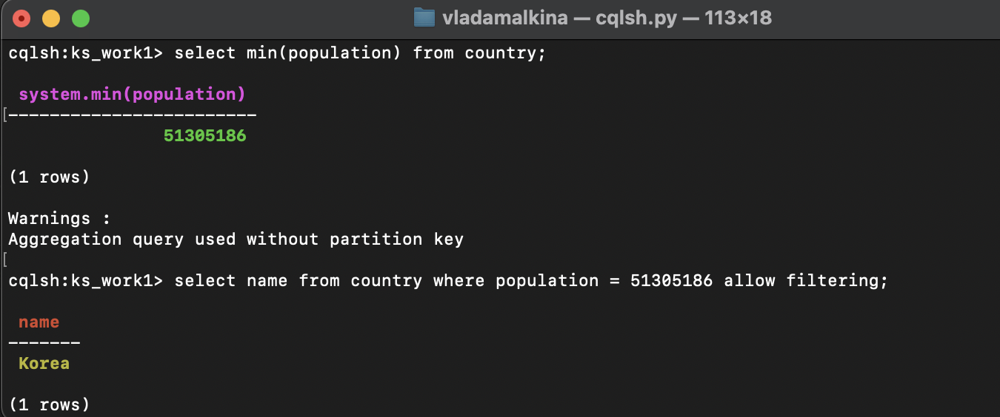 vladamalkina — cqlsh.py — 113×18
cqlsh:ks_work1> select min(population) from country;
system.min(population)
[------------------------
51305186
(1 rows)
Warnings :
Aggregation query used without partition key
[
cqlsh:ks_work1> select name from country where population = 51305186 allow filtering;
name
-------
Korea
(1 rows)